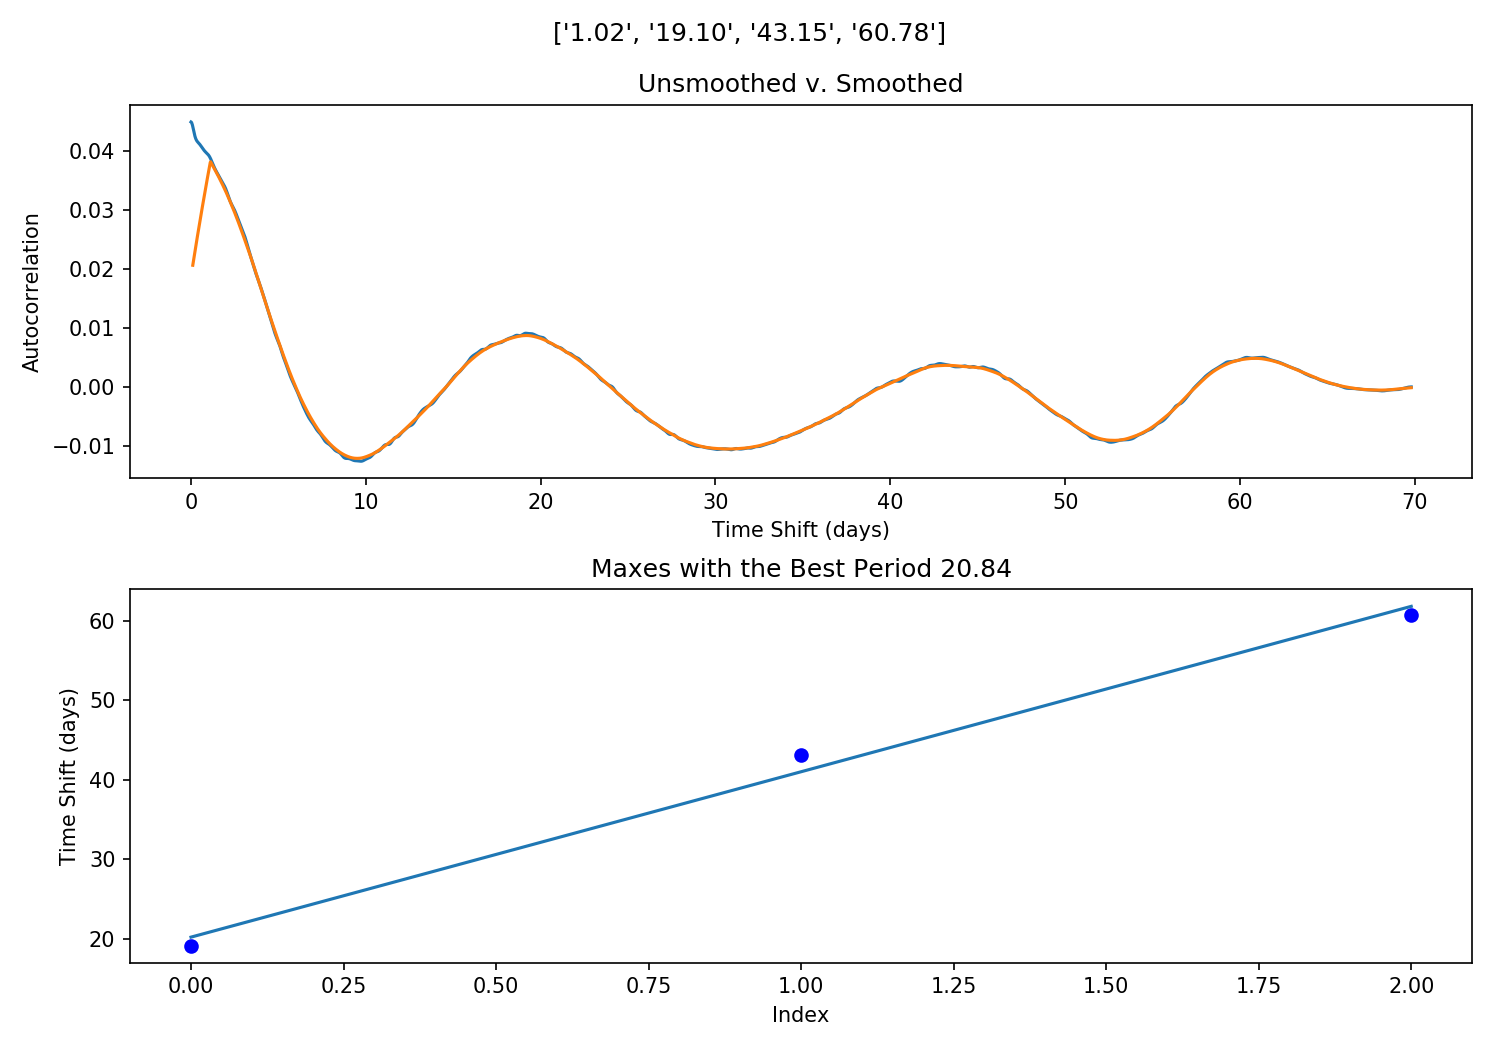 ['1.02', '19.10', '43.15', '60.78']
Unsmoothed v. Smoothed
Autocorrelation
0.04
0.03
0.02
0.01
0.00
−0.01
0 10 20 30 40 50 60 70
Time Shift (days)
Maxes with the Best Period 20.84
Time Shift (days)
60
50
40
30
20
0.00 0.25 0.50 0.75 1.00 1.25 1.50 1.75 2.00
Index